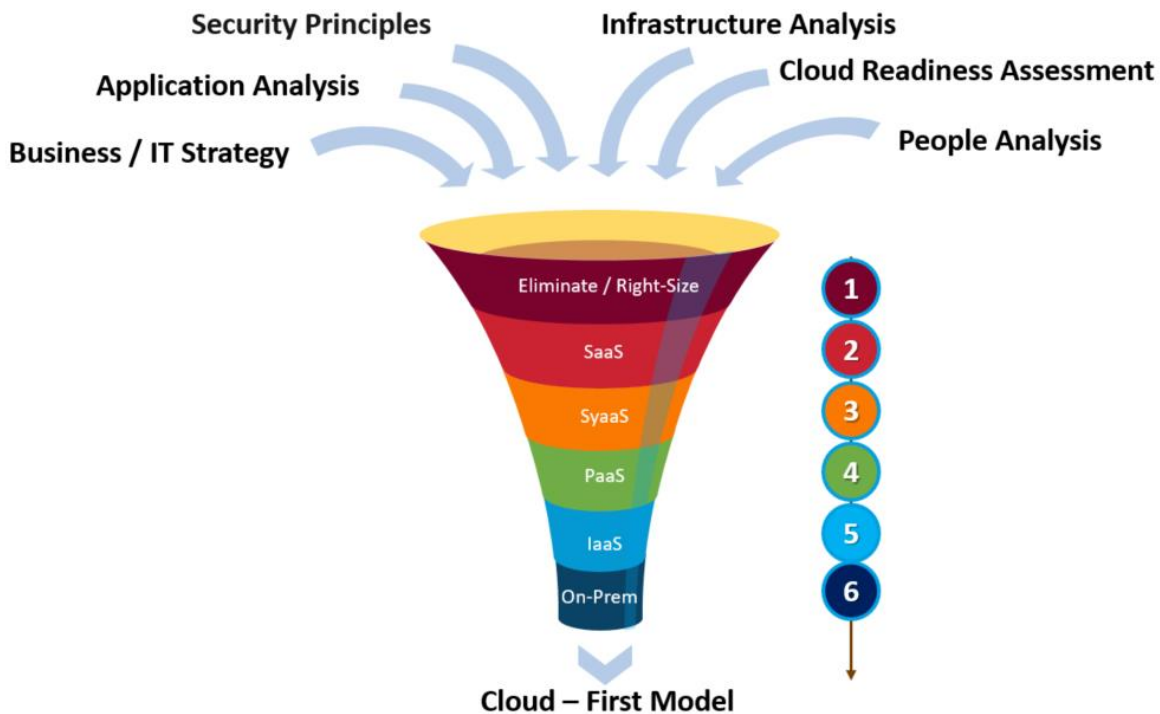 Security Principles
Infrastructure Analysis
Application Analysis
Cloud Readiness Assessment
Business / IT Strategy
People Analysis
Eliminate / Right-Size
1
SaaS
2
SyaaS
3
PaaS
4
IaaS
5
On-Prem
6
Cloud – First Model